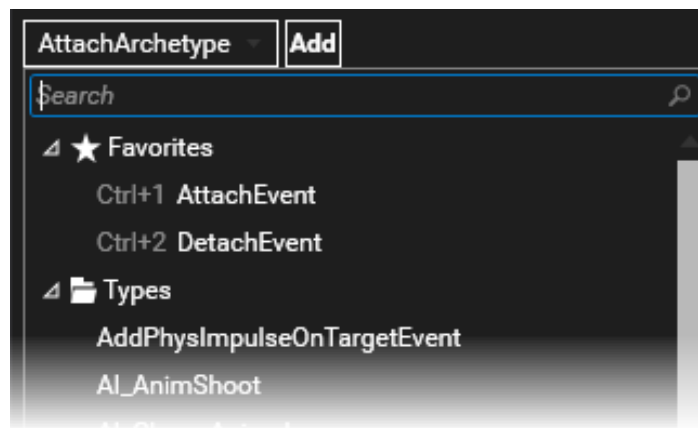 AttachArchetype Add
Search
Favorites
Ctrl+1 AttachEvent
Ctrl+2 DetachEvent
Types
AddPhysImpulseOnTargetEvent
AI_AnimShoot